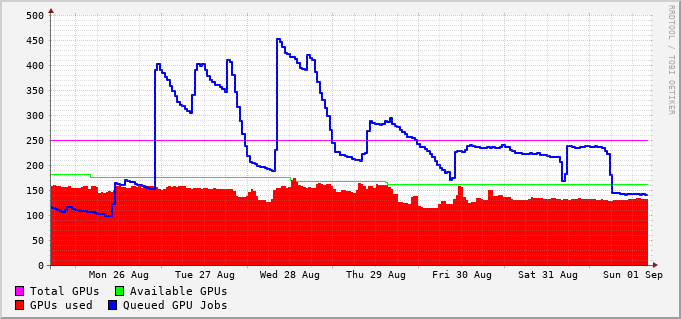 500
450
400
350
300
250
200
150
100
50
0
Mon 26 Aug Tue 27 Aug Wed 28 Aug Thu 29 Aug Fri 30 Aug Sat 31 Aug Sun 01 Sep
Total GPUs Available GPUs
GPUs used Queued GPU Jobs
RRDTOOL / TOBI OETIKER